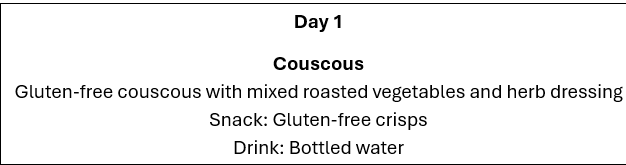 Day 1
Couscous
Gluten-free couscous with mixed roasted vegetables and herb dressing
Snack: Gluten-free crisps
Drink: Bottled water